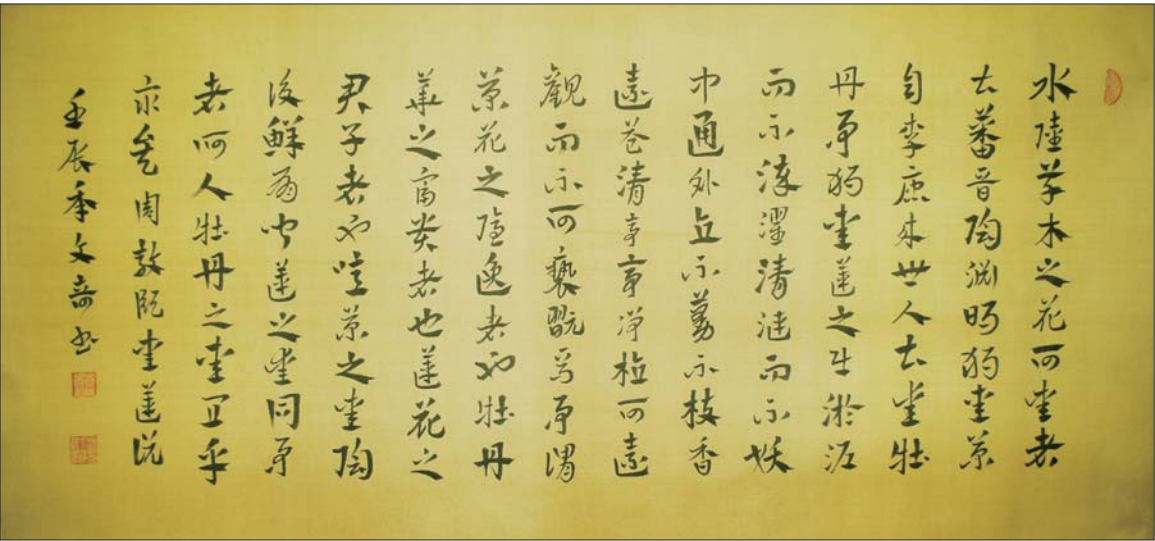 水陸草木之花可愛者
甚蕃晉陶淵明獨愛菊
自李唐來世人甚愛牡
丹予獨愛蓮之出淤泥
而不染濯清漣而不妖
中通外直不蔓不枝香
遠益清亭亭淨植可遠
觀而不可褻翫焉予謂
菊花之隱逸者也牡丹
華之富貴者也蓮花之
君子者也噫菊之愛陶
後鮮有聞蓮之愛同予
者何人牡丹之愛宜乎
衆矣周敦頤愛蓮説
壬辰季文奇书